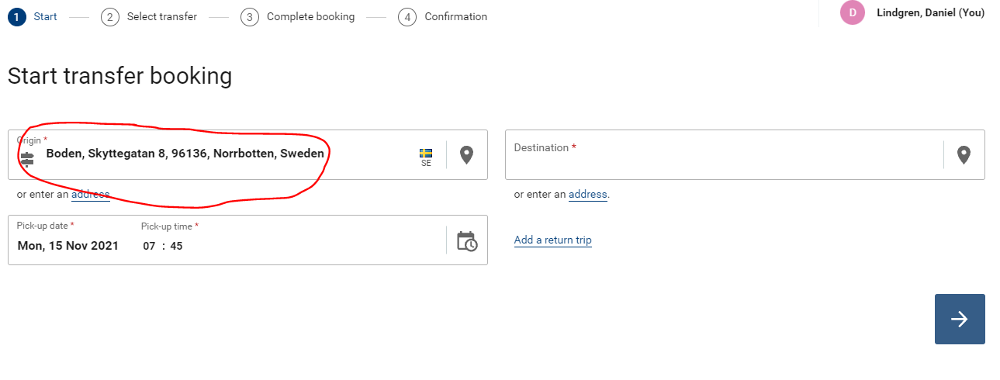 1 Start 2 Select transfer 3 Complete booking 4 Confirmation
D Lindgren, Daniel (You)
Start transfer booking
Origin *
Boden, Skyttegatan 8, 96136, Norrbotten, Sweden
SE
or enter an address
Destination *
or enter an address.
Pick-up date * Pick-up time *
Mon, 15 Nov 2021 07 : 45
Add a return trip